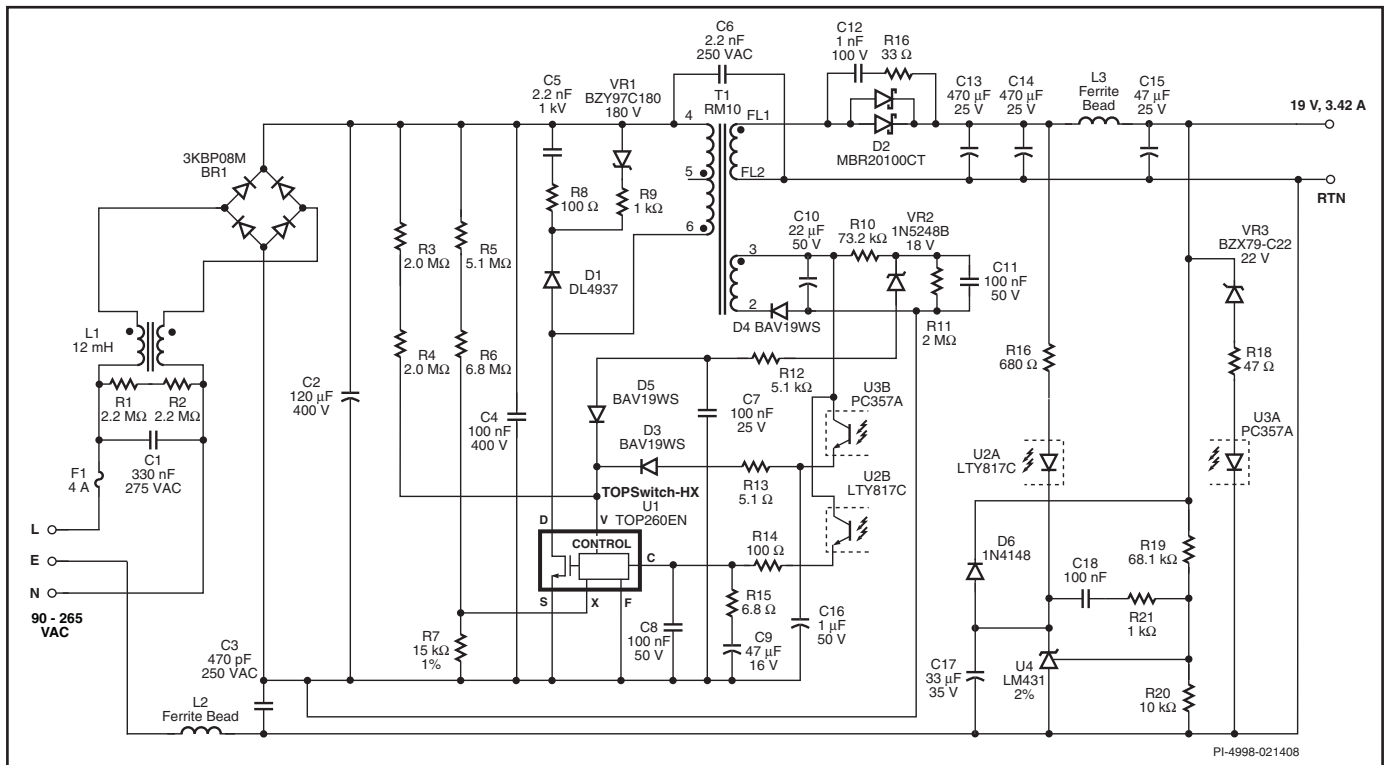 C6
2.2 nF
250 VAC
C12
1 nF
100 V
R16
33 Ω
C5
2.2 nF
1 kV
VR1
BZY97C180
180 V
T1
RM10
C13
470 µF
25 V
C14
470 µF
25 V
L3
Ferrite
Bead
C15
47 µF
25 V
4
FL1
19 V, 3.42 A
D2
MBR20100CT
3KBP08M
BR1
5
FL2
RTN
R8
100 Ω
R9
1 kΩ
6
C10
22 µF
50 V
R10
73.2 kΩ
VR2
1N5248B
18 V
VR3
BZX79-C22
22 V
R3
2.0 MΩ
R5
5.1 MΩ
3
C11
100 nF
50 V
D1
DL4937
2
D4 BAV19WS
R11
2 MΩ
L1
12 mH
R4
2.0 MΩ
R6
6.8 MΩ
R16
680 Ω
R18
47 Ω
R12
5.1 kΩ
R1
2.2 MΩ
R2
2.2 MΩ
C2
120 µF
400 V
D5
BAV19WS
C7
100 nF
25 V
U3B
PC357A
U3A
PC357A
C4
100 nF
400 V
D3
BAV19WS
C1
330 nF
275 VAC
F1
4 A
U2A
LTY817C
R13
5.1 Ω
U2B
LTY817C
TOPSwitch-HX
U1
TOP260EN
L
D
V
CONTROL
C
R14
100 Ω
D6
1N4148
R19
68.1 kΩ
E
C18
100 nF
N
S
X
F
R15
6.8 Ω
R21
1 kΩ
90 - 265
VAC
R7
15 kΩ
1%
C8
100 nF
50 V
C9
47 µF
16 V
C16
1 µF
50 V
C3
470 pF
250 VAC
C17
33 µF
35 V
U4
LM431
2%
R20
10 kΩ
L2
Ferrite Bead
PI-4998-021408